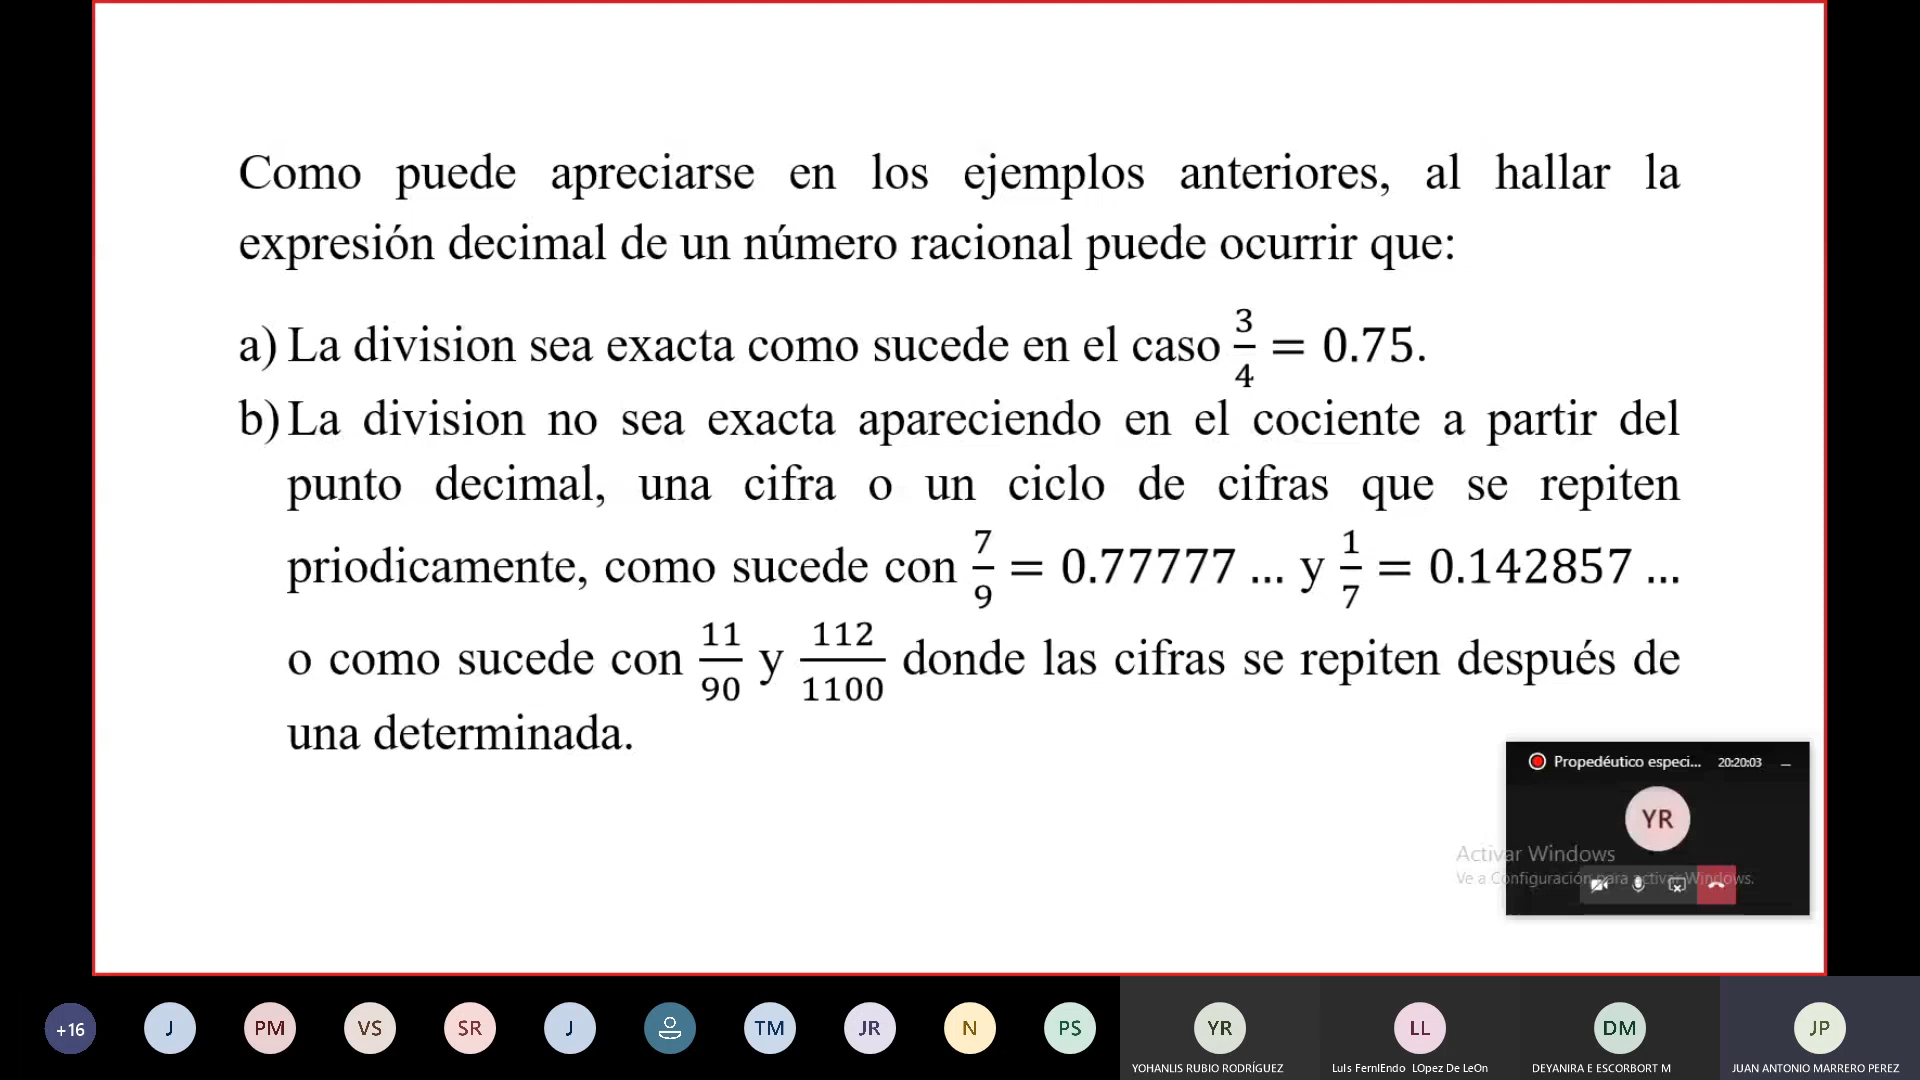 Como puede apreciarse en los ejemplos anteriores, al hallar la
expresión decimal de un número racional puede ocurrir que:
a) La division sea exacta como sucede en el caso 3/4 = 0.75.
b) La division no sea exacta apareciendo en el cociente a partir del
punto decimal, una cifra o un ciclo de cifras que se repiten
priodicamente, como sucede con 7/9 = 0.77777 ... y 1/7 = 0.142857 ...
o como sucede con 11/90 y 112/1100 donde las cifras se repiten después de
una determinada.
Propedéutico especi... 20:20:03
YR
Activar Windows
Ve a Configuración para activar Windows.
+16 J PM VS SR J TM JR N PS YR LL DM JP
YOHANLIS RUBIO RODRÍGUEZ LuIs FernIEndo LOpez De LeOn DEYANIRA E ESCORBORT M JUAN ANTONIO MARRERO PEREZ